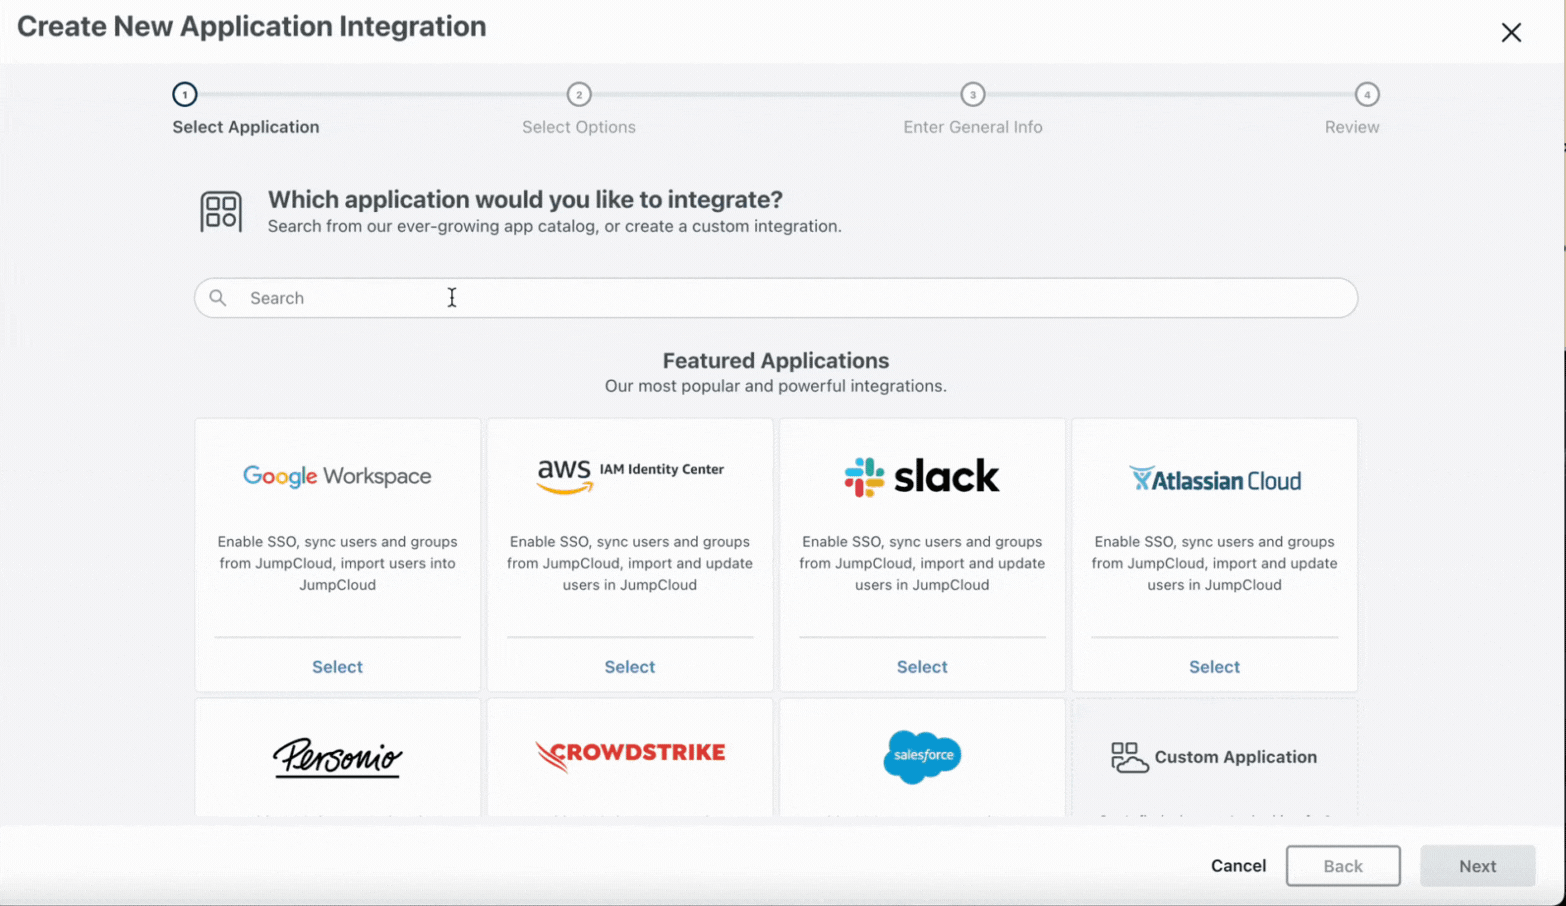 Create New Application Integration
1
2
3
4
Select Application
Select Options
Enter General Info
Review
Which application would you like to integrate?
Search from our ever-growing app catalog, or create a custom integration.
Search
Featured Applications
Our most popular and powerful integrations.
Google Workspace
Enable SSO, sync users and groups
from JumpCloud, import users into
JumpCloud
Select
aws IAM Identity Center
Enable SSO, sync users and groups
from JumpCloud, import and update
users in JumpCloud
Select
slack
Enable SSO, sync users and groups
from JumpCloud, import and update
users in JumpCloud
Select
Atlassian Cloud
Enable SSO, sync users and groups
from JumpCloud, import and update
users in JumpCloud
Select
Personio
CROWDSTRIKE
salesforce
Custom Application
Cancel
Back
Next